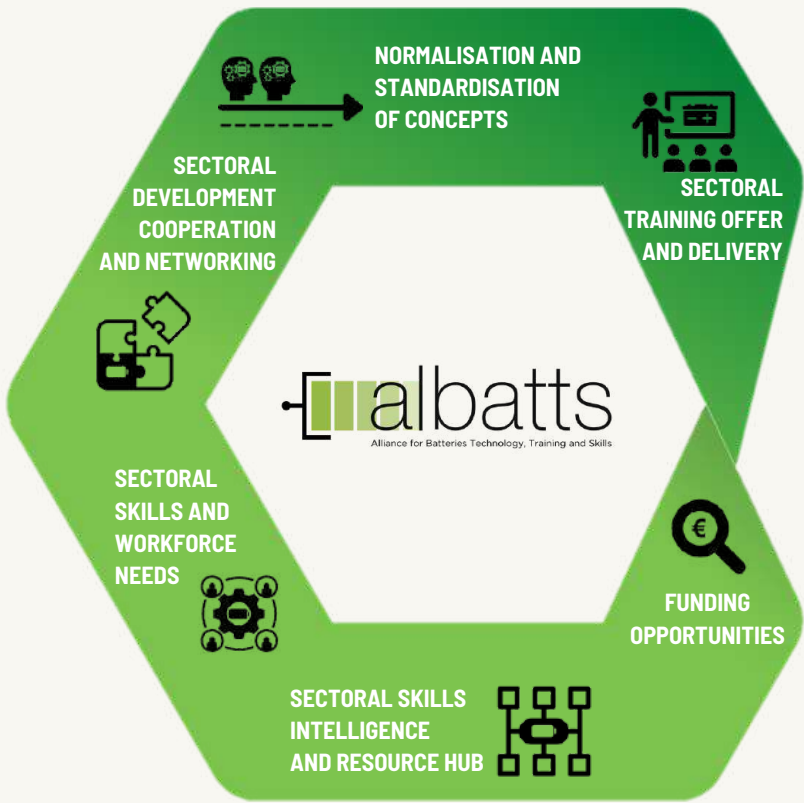 NORMALISATION AND
STANDARDISATION
OF CONCEPTS
SECTORAL
TRAINING OFFER
AND DELIVERY
SECTORAL
DEVELOPMENT
COOPERATION
AND NETWORKING
albatts
Alliance for Batteries Technology, Training and Skills
SECTORAL
SKILLS AND
WORKFORCE
NEEDS
€
FUNDING
OPPORTUNITIES
SECTORAL SKILLS
INTELLIGENCE
AND RESOURCE HUB